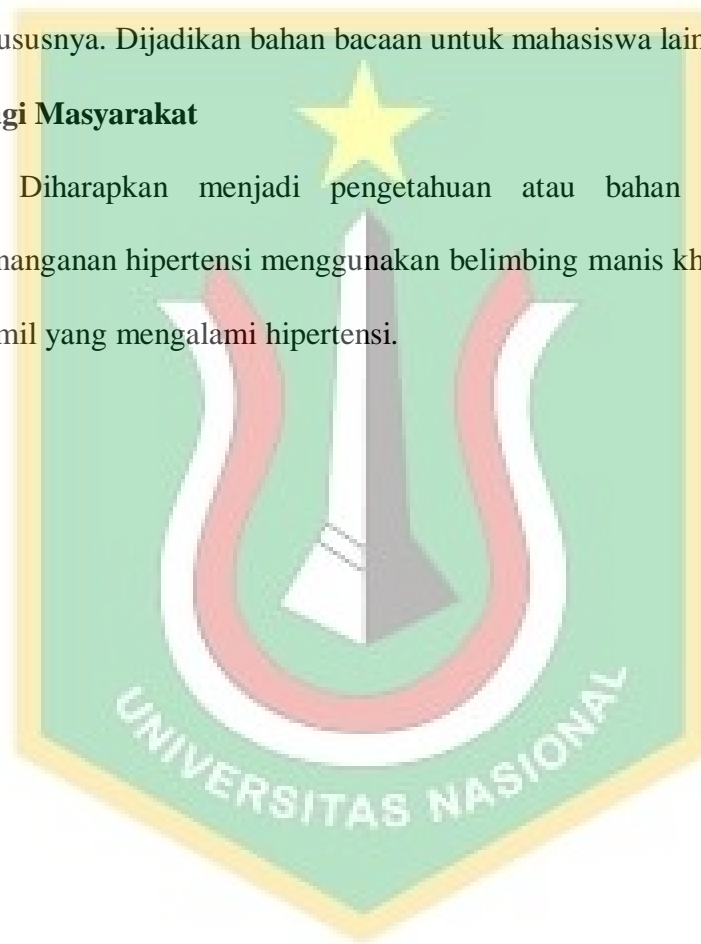 ususnya. Dijadikan bahan bacaan untuk mahasiswa lain
gi Masyarakat
Diharapkan menjadi pengetahuan atau bahan
nanganan hipertensi menggunakan belimbing manis kh
mil yang mengalami hipertensi.
UNIVERSITAS NASIONAL